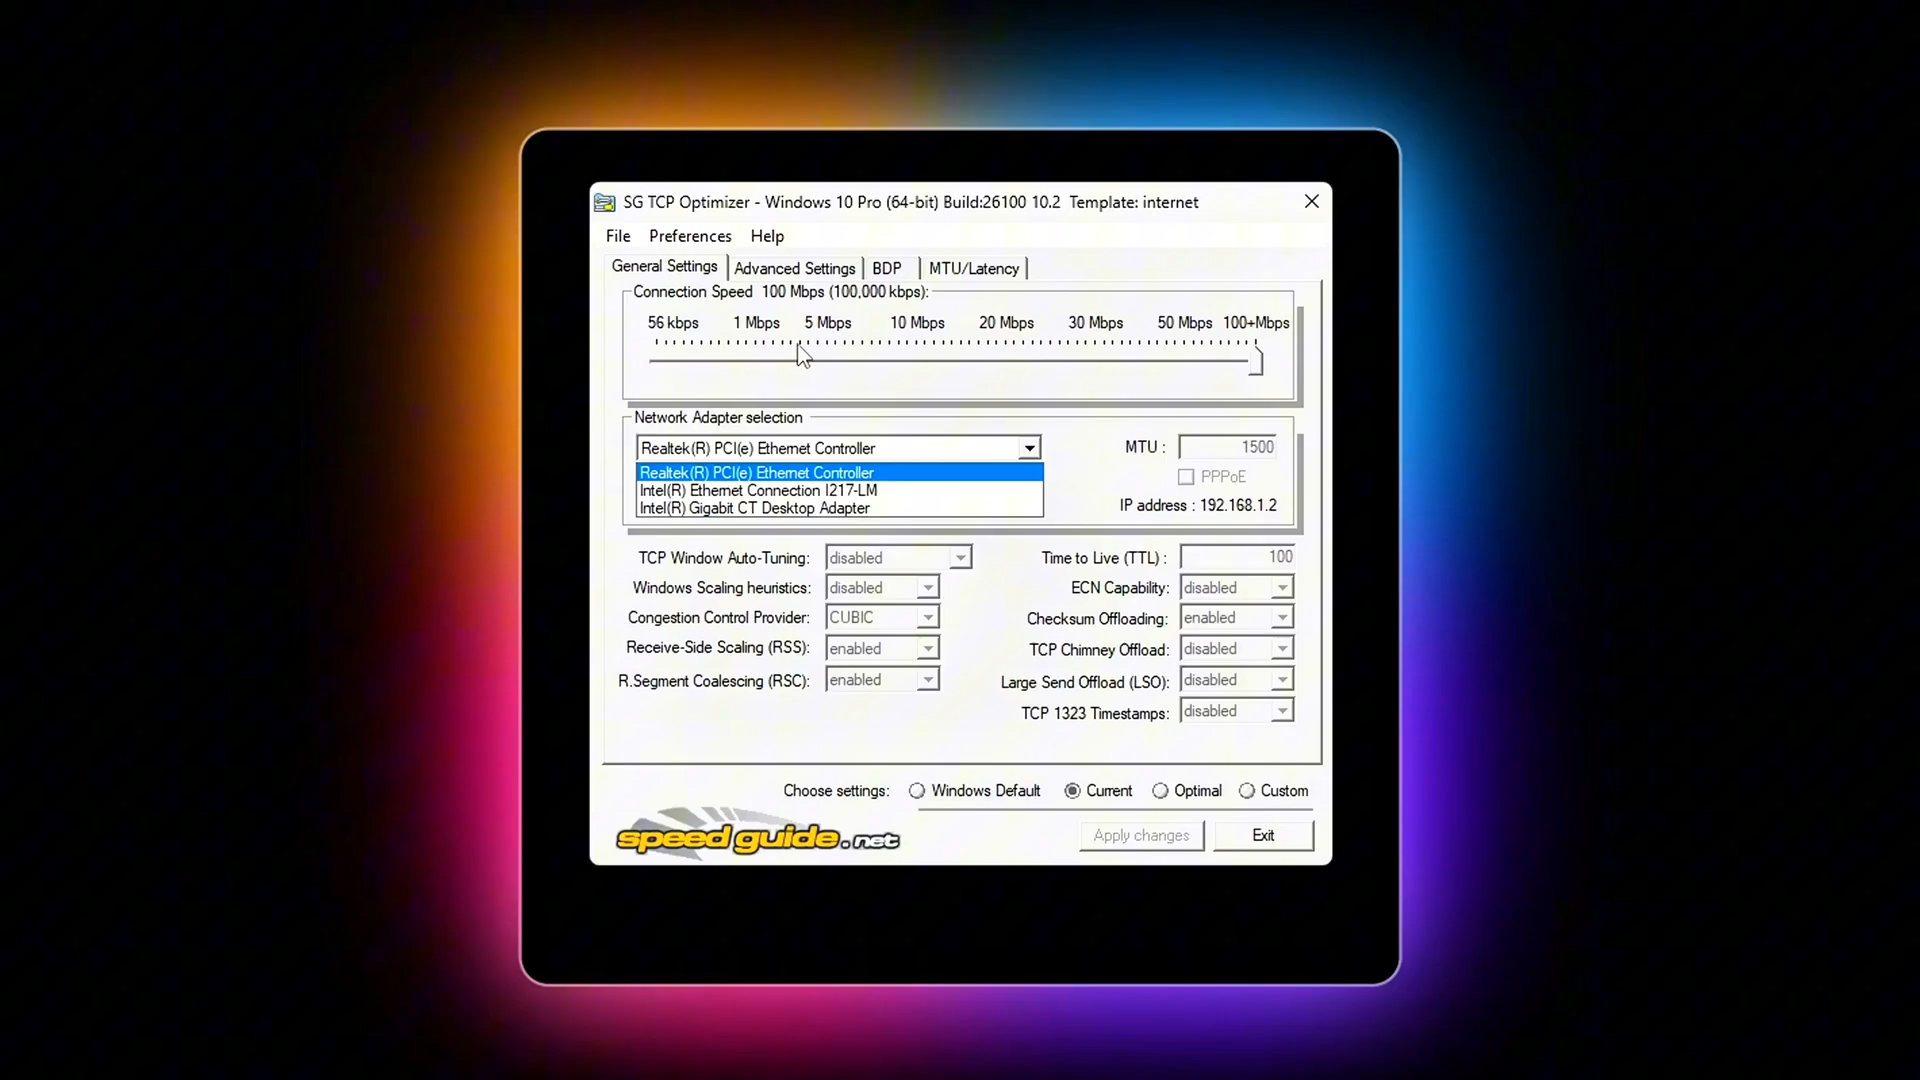 SG TCP Optimizer - Windows 10 Pro (64-bit) Build:26100 10.2 Template: internet
File Preferences Help
General Settings Advanced Settings BDP MTU/Latency
Connection Speed 100 Mbps (100,000 kbps):
56 kbps 1 Mbps 5 Mbps 10 Mbps 20 Mbps 30 Mbps 50 Mbps 100+Mbps
Network Adapter selection
Realtek(R) PCI(e) Ethernet Controller MTU : 1500
Realtek(R) PCI(e) Ethernet Controller PPPoE
Intel(R) Ethernet Connection I217-LM
Intel(R) Gigabit CT Desktop Adapter IP address : 192.168.1.2
TCP Window Auto-Tuning: disabled Time to Live (TTL) : 100
Windows Scaling heuristics: disabled ECN Capability: disabled
Congestion Control Provider: CUBIC Checksum Offloading: enabled
Receive-Side Scaling (RSS): enabled TCP Chimney Offload: disabled
R.Segment Coalescing (RSC): enabled Large Send Offload (LSO): disabled
TCP 1323 Timestamps: disabled
Choose settings: Windows Default Current Optimal Custom
speed guide.net Apply changes Exit